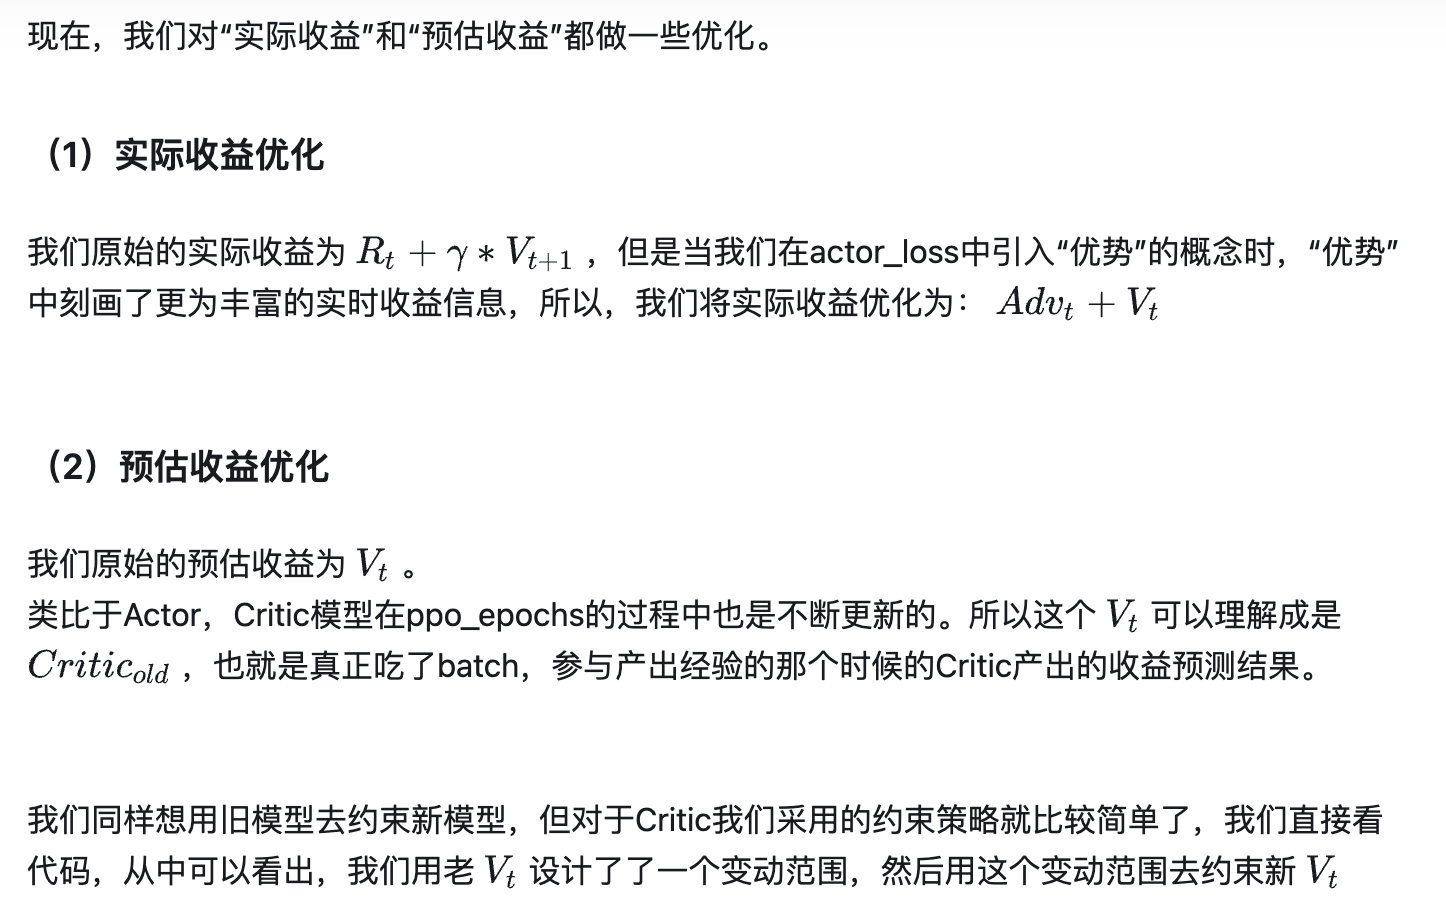 现在，我们对“实际收益”和“预估收益”都做一些优化。
（1）实际收益优化
我们原始的实际收益为 $R_t + \gamma * V_{t+1}$ ，但是当我们在actor_loss中引入“优势”的概念时，“优势”
中刻画了更为丰富的实时收益信息，所以，我们将实际收益优化为： $Adv_t + V_t$
（2）预估收益优化
我们原始的预估收益为 $V_t$ 。
类比于Actor，Critic模型在ppo_epochs的过程中也是不断更新的。所以这个 $V_t$ 可以理解成是
$Critic_{old}$ ，也就是真正吃了batch，参与产出经验的那个时候的Critic产出的收益预测结果。
我们同样想用旧模型去约束新模型，但对于Critic我们采用的约束策略就比较简单了，我们直接看
代码，从中可以看出，我们用老 $V_t$ 设计了了一个变动范围，然后用这个变动范围去约束新 $V_t$